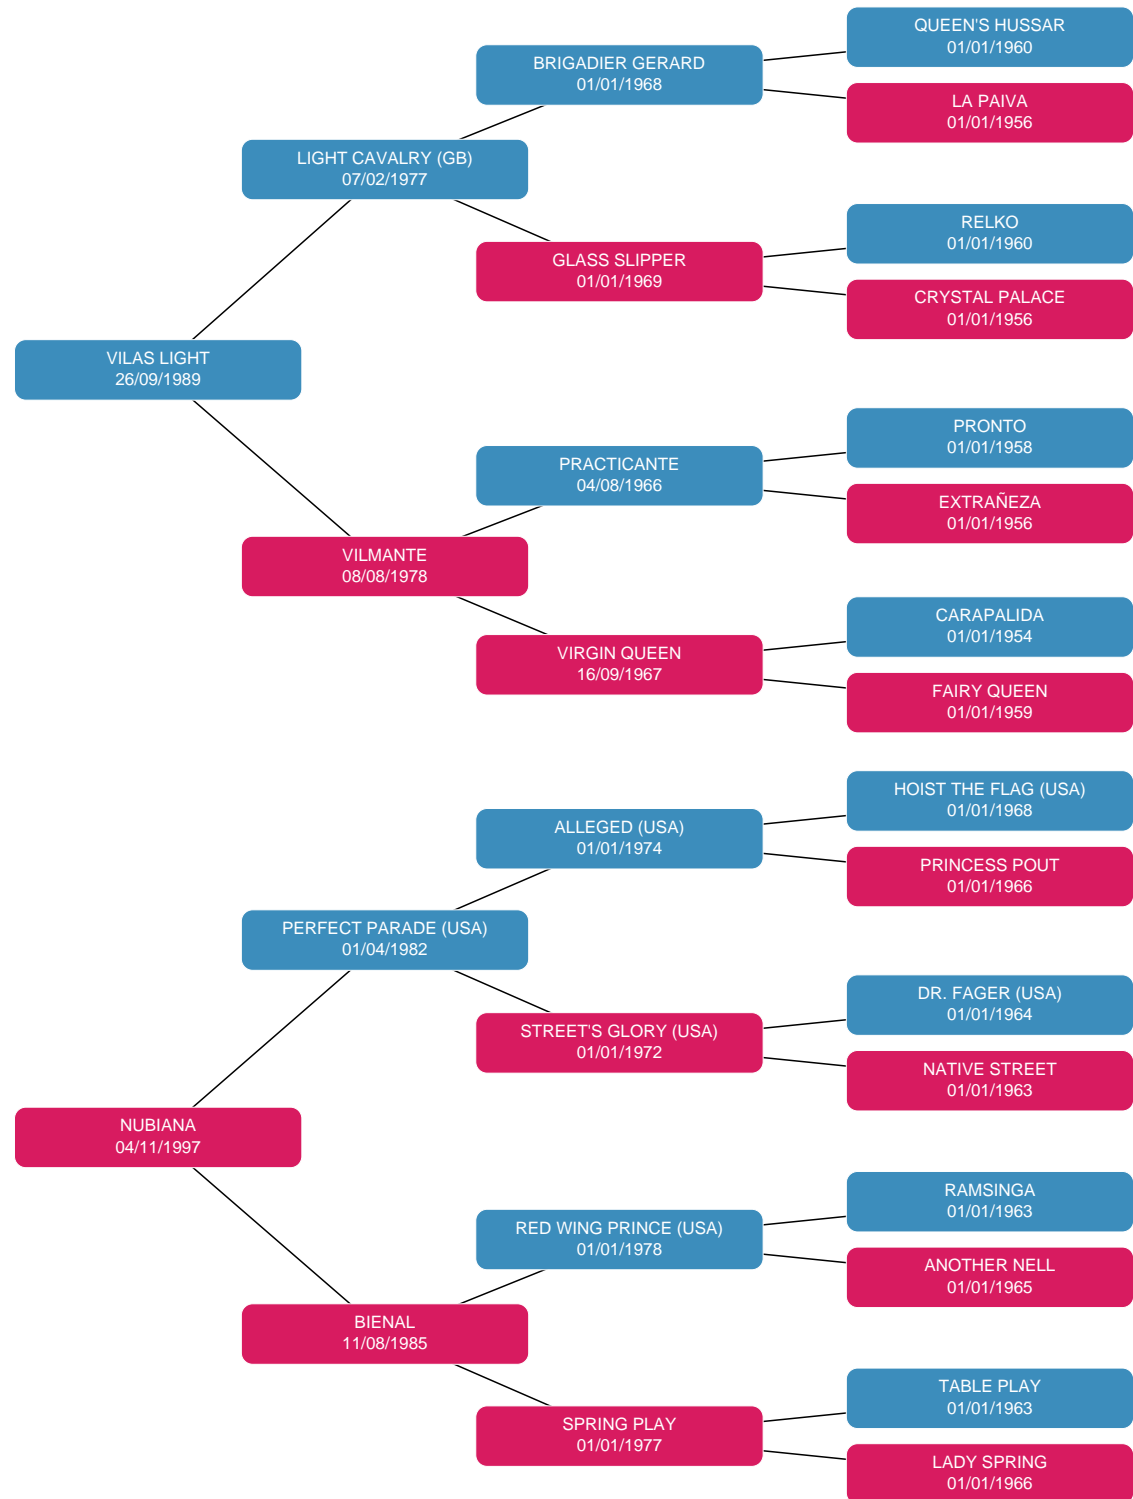 QUEEN'S HUSSAR
01/01/1960
BRIGADIER GERARD
01/01/1968
LA PAIVA
01/01/1956
LIGHT CAVALRY (GB)
07/02/1977
RELKO
01/01/1960
GLASS SLIPPER
01/01/1969
CRYSTAL PALACE
01/01/1956
VILAS LIGHT
26/09/1989
PRONTO
01/01/1958
PRACTICANTE
04/08/1966
EXTRAÑEZA
01/01/1956
VILMANTE
08/08/1978
CARAPALIDA
01/01/1954
VIRGIN QUEEN
16/09/1967
FAIRY QUEEN
01/01/1959
HOIST THE FLAG (USA)
01/01/1968
ALLEGED (USA)
01/01/1974
PRINCESS POUT
01/01/1966
PERFECT PARADE (USA)
01/04/1982
DR. FAGER (USA)
01/01/1964
STREET'S GLORY (USA)
01/01/1972
NATIVE STREET
01/01/1963
NUBIANA
04/11/1997
RAMSINGA
01/01/1963
RED WING PRINCE (USA)
01/01/1978
ANOTHER NELL
01/01/1965
BIENAL
11/08/1985
TABLE PLAY
01/01/1963
SPRING PLAY
01/01/1977
LADY SPRING
01/01/1966